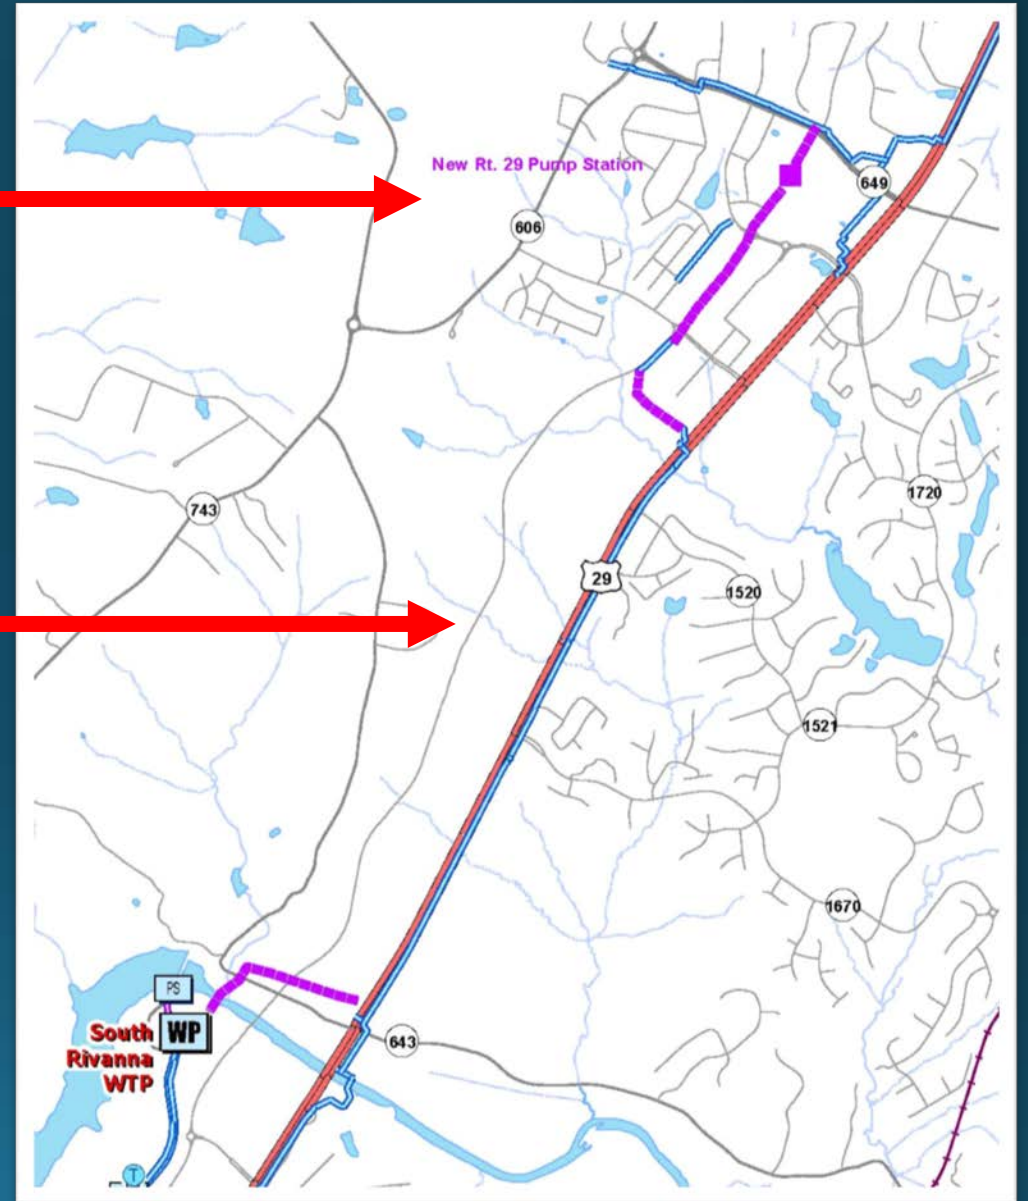 New Rt. 29 Pump Station
649
606
743
1720
29
1520
1521
1670
PS
South
Rivanna
WTP
WP
643
T